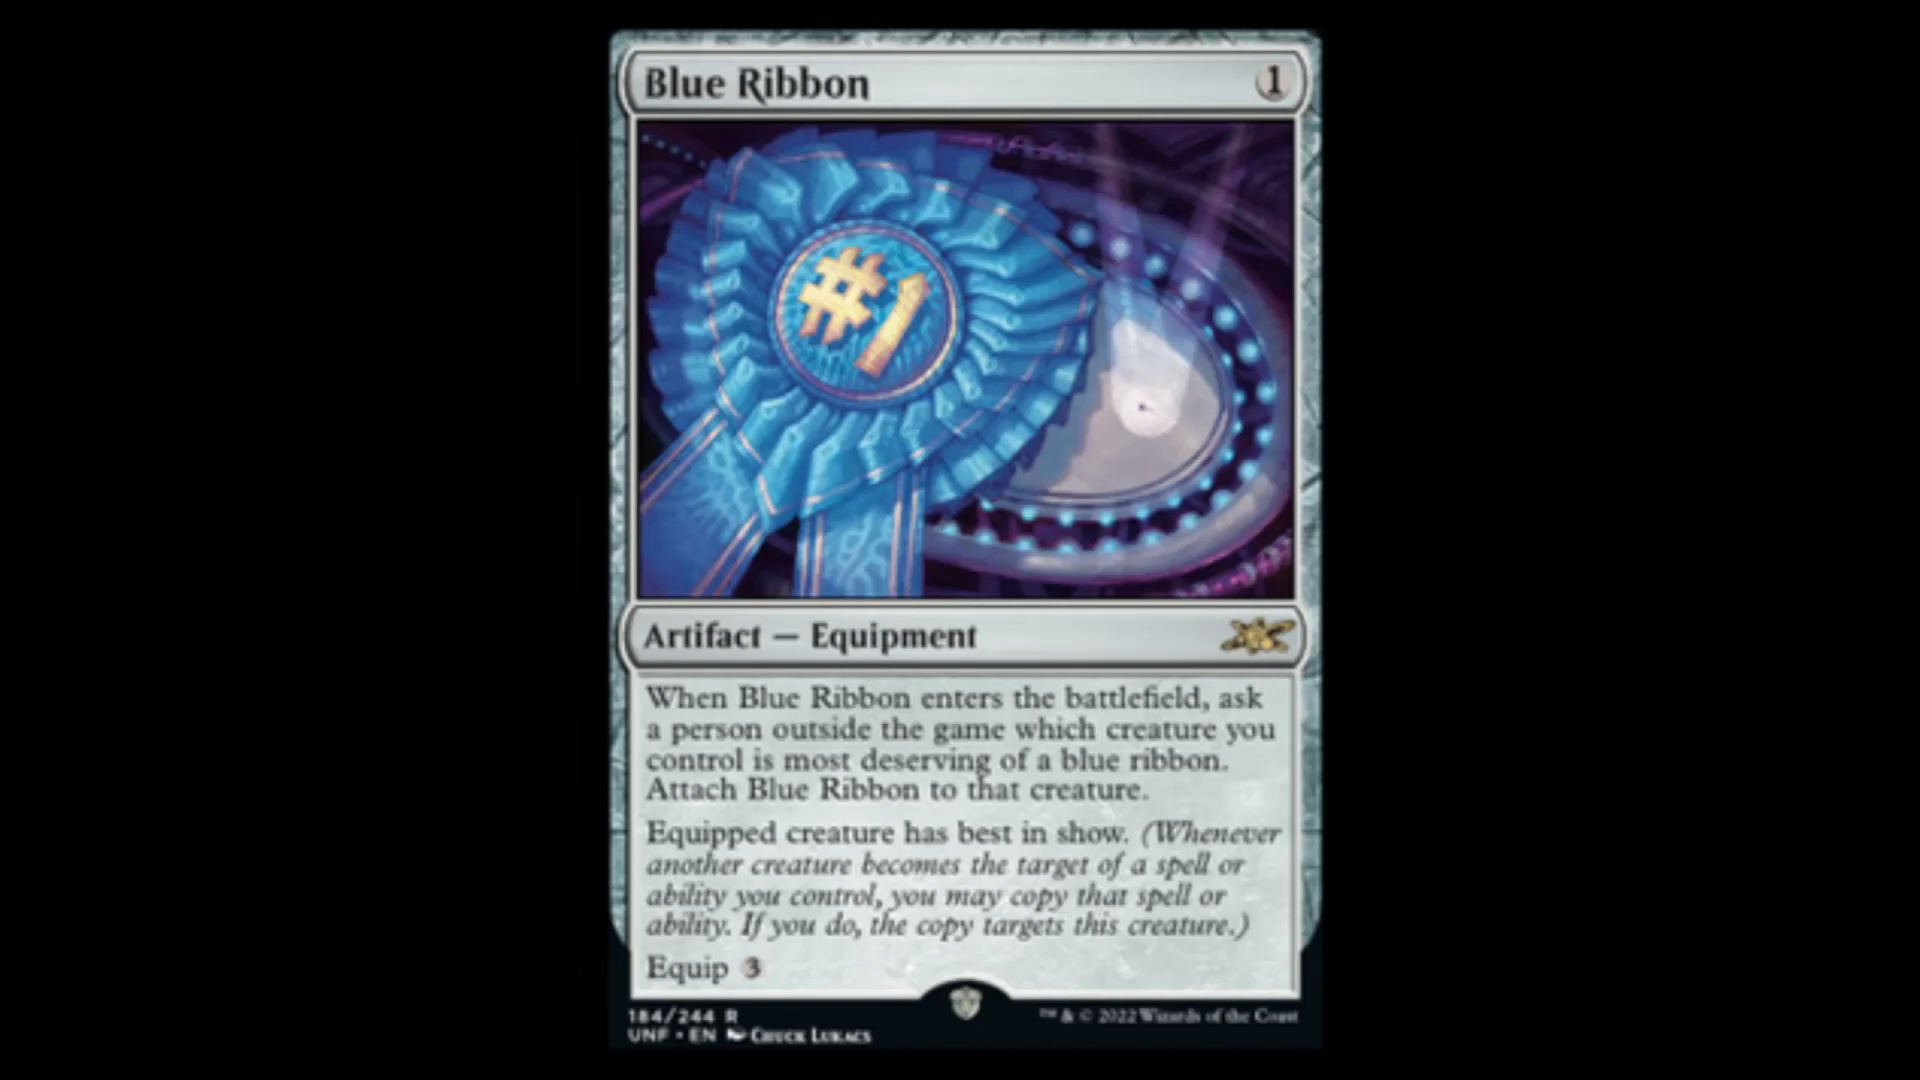 Blue Ribbon 1
#1
Artifact — Equipment
When Blue Ribbon enters the battlefield, ask
a person outside the game which creature you
control is most deserving of a blue ribbon.
Attach Blue Ribbon to that creature.
Equipped creature has best in show. (Whenever
another creature becomes the target of a spell or
ability you control, you may copy that spell or
ability. If you do, the copy targets this creature.)
Equip 3
184/244 R
UNF • EN Chuck Lukacs
™ & © 2022 Wizards of the Coast